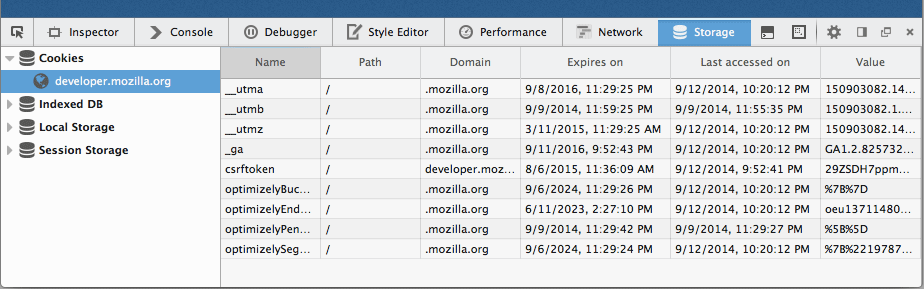 Inspector Console Debugger Style Editor Performance Network Storage
Cookies
developer.mozilla.org
Indexed DB
Local Storage
Session Storage
Name Path Domain Expires on Last accessed on Value
__utma / .mozilla.org 9/8/2016, 11:29:25 PM 9/12/2014, 10:20:12 PM 150903082.14...
__utmb / .mozilla.org 9/9/2014, 11:59:25 PM 9/9/2014, 11:55:35 PM 150903082.1....
__utmz / .mozilla.org 3/11/2015, 11:29:25 AM 9/12/2014, 10:20:12 PM 150903082.14...
_ga / .mozilla.org 9/11/2016, 9:52:43 PM 9/12/2014, 10:20:12 PM GA1.2.825732...
csrftoken / developer.moz... 8/6/2015, 11:36:09 AM 9/12/2014, 9:52:41 PM 29ZSDH7ppm...
optimizelyBuc... / .mozilla.org 9/6/2024, 11:29:26 PM 9/12/2014, 10:20:12 PM %7B%7D
optimizelyEnd... / .mozilla.org 6/11/2023, 2:27:10 PM 9/12/2014, 10:20:12 PM oeu13711480...
optimizelyPen... / .mozilla.org 9/9/2014, 11:29:42 PM 9/9/2014, 11:29:27 PM %5B%5D
optimizelySeg... / .mozilla.org 9/6/2024, 11:29:24 PM 9/12/2014, 10:20:12 PM %7B%2219787...